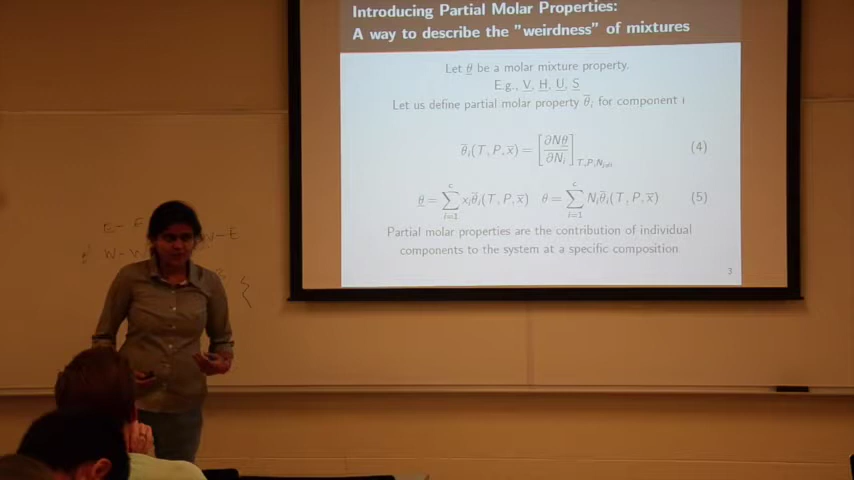 Introducing Partial Molar Properties:
A way to describe the "weirdness" of mixtures
Let θ be a molar mixture property.
E.g., V, H, U, S
Let us define partial molar property θ̅ᵢ for component i
θ̅ᵢ(T, P, x̅) = [∂Nθ/∂Nᵢ]T,P,Nⱼ≠ᵢ (4)
θ = ∑ᵢ₌₁ᶜ xᵢθ̅ᵢ(T, P, x̅) θ = ∑ᵢ₌₁ᶜ Nᵢθ̅ᵢ(T, P, x̅) (5)
Partial molar properties are the contribution of individual
components to the system at a specific composition
3
E-
W-E
W-